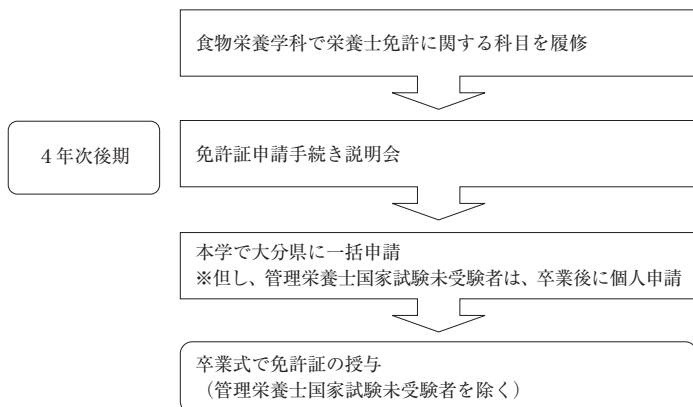 食物栄養学科で栄養士免許に関する科目を履修
４年次後期
免許証申請手続き説明会
本学で大分県に一括申請
※但し、管理栄養士国家試験未受験者は、卒業後に個人申請
卒業式で免許証の授与
（管理栄養士国家試験未受験者を除く）